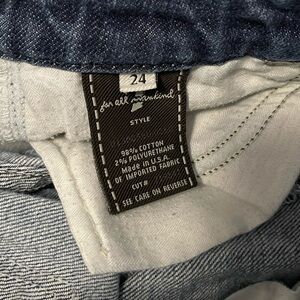 24
for all mankind
STYLE
98% COTTON
2% POLYURETHANE
MADE IN U.S.A.
OF IMPORTED FABRIC
CUT#
SEE CARE ON REVERSE